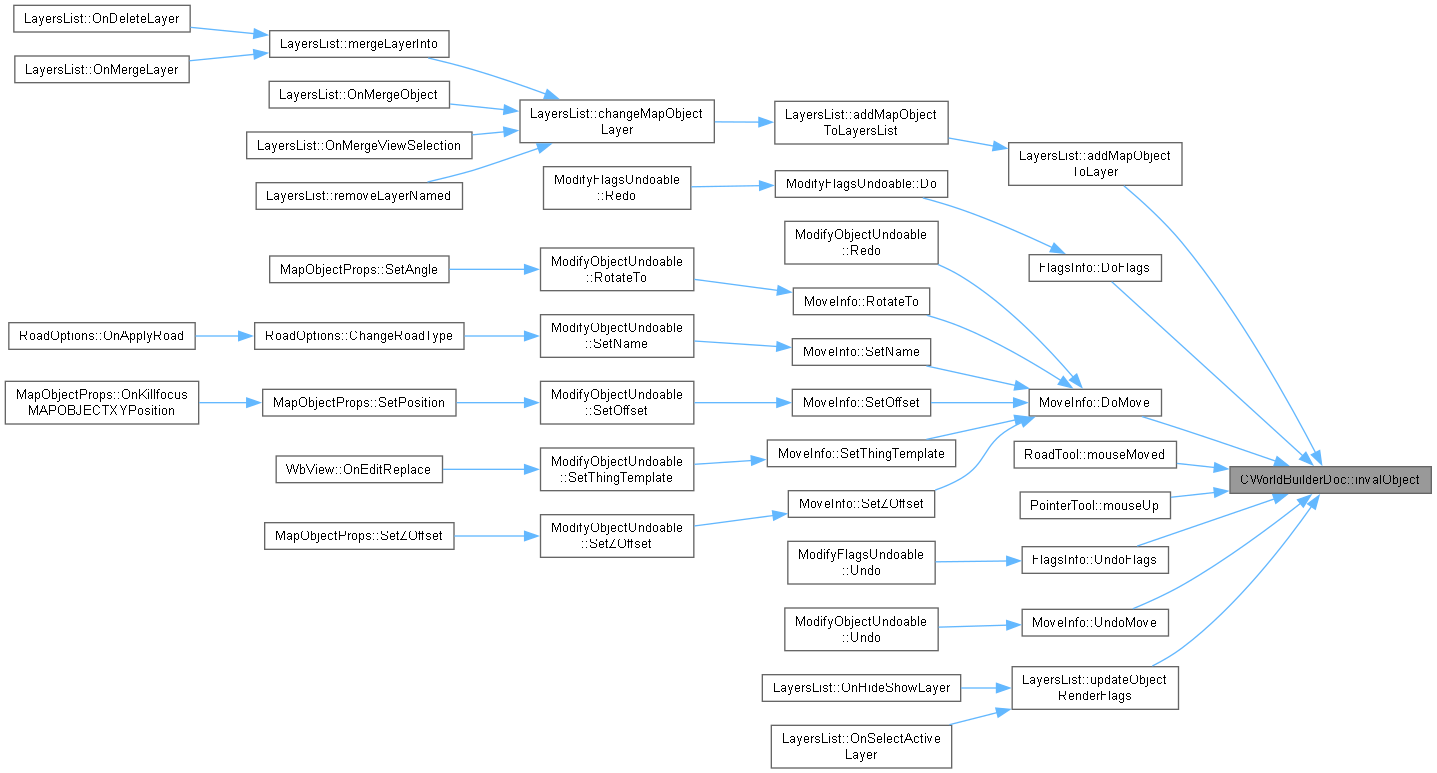 LayersList::OnDeleteLayer
LayersList::OnMergeLayer
LayersList::mergeLayerInto
LayersList::OnMergeObject
LayersList::OnMergeViewSelection
LayersList::removeLayerNamed
LayersList::changeMapObject
Layer
LayersList::addMapObject
ToLayersList
LayersList::addMapObject
ToLayer
ModifyFlagsUndoable
::Redo
ModifyFlagsUndoable::Do
FlagsInfo::DoFlags
ModifyObjectUndoable
::Redo
MapObjectProps::SetAngle
ModifyObjectUndoable
::RotateTo
MoveInfo::RotateTo
RoadOptions::OnApplyRoad
RoadOptions::ChangeRoadType
ModifyObjectUndoable
::SetName
MoveInfo::SetName
MapObjectProps::OnKillfocus
MAPOBJECTXYPosition
MapObjectProps::SetPosition
ModifyObjectUndoable
::SetOffset
MoveInfo::SetOffset
MoveInfo::DoMove
WbView::OnEditReplace
ModifyObjectUndoable
::SetThingTemplate
MoveInfo::SetThingTemplate
RoadTool::mouseMoved
CWorldBuilderDoc::invalObject
MapObjectProps::SetZOffset
ModifyObjectUndoable
::SetZOffset
MoveInfo::SetZOffset
PointerTool::mouseUp
ModifyFlagsUndoable
::Undo
FlagsInfo::UndoFlags
ModifyObjectUndoable
::Undo
MoveInfo::UndoMove
LayersList::OnHideShowLayer
LayersList::updateObject
RenderFlags
LayersList::OnSelectActive
Layer